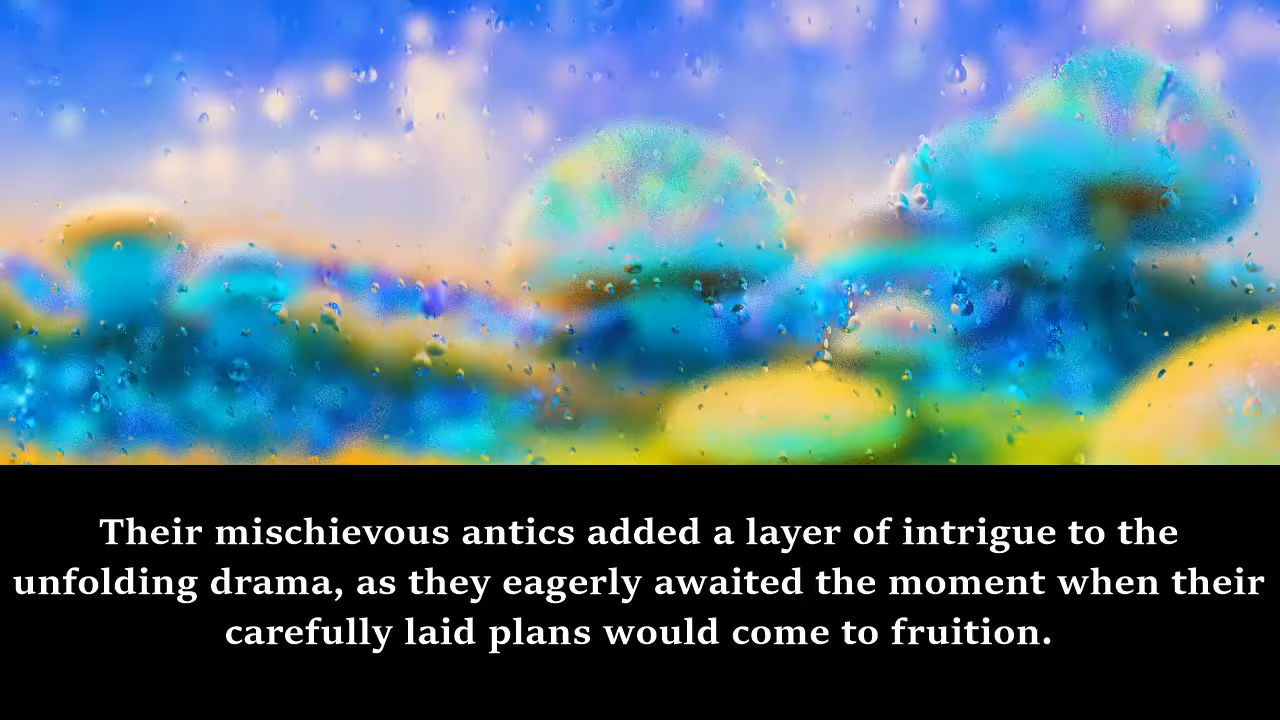 Their mischievous antics added a layer of intrigue to the
unfolding drama, as they eagerly awaited the moment when their
carefully laid plans would come to fruition.